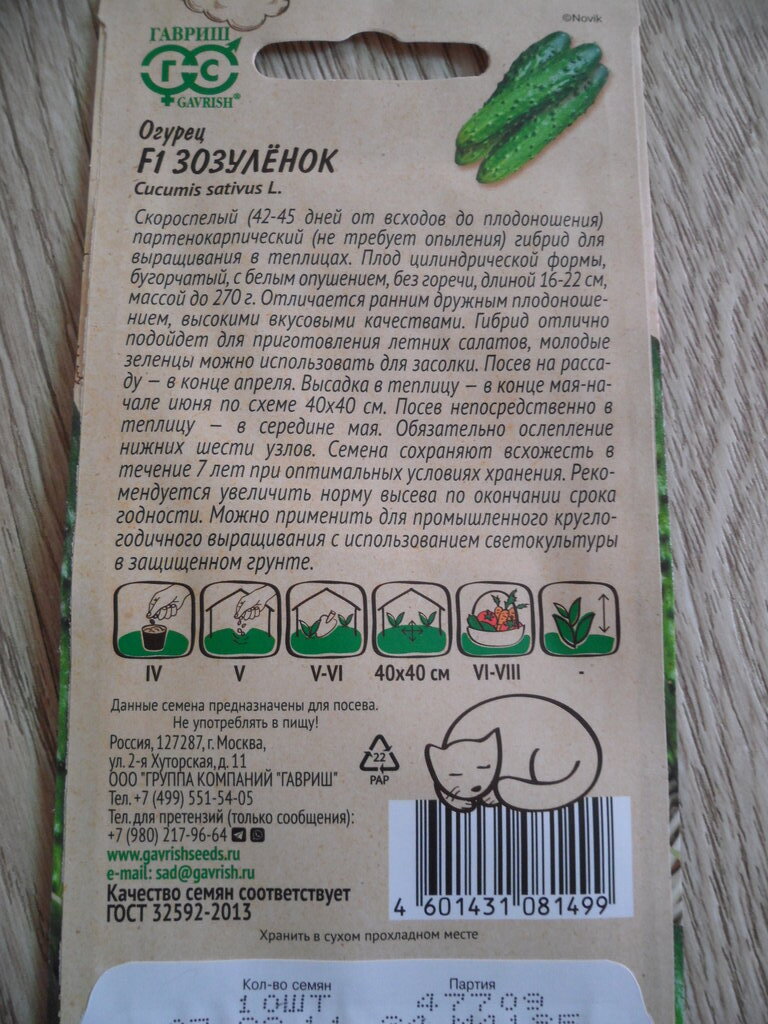 ©Novik
ГАВРИШ
ГС
GAVRISH®
Огурец
F1 ЗОЗУЛЁНОК
Cucumis sativus L.
Скороспелый (42-45 дней от всходов до плодоношения)
партенокарпический (не требует опыления) гибрид для
выращивания в теплицах. Плод цилиндрической формы,
бугорчатый, с белым опушением, без горечи, длиной 16-22 см,
массой до 270 г. Отличается ранним дружным плодоноше-
нием, высокими вкусовыми качествами. Гибрид отлично
подойдет для приготовления летних салатов, молодые
зеленцы можно использовать для засолки. Посев на расса-
ду — в конце апреля. Высадка в теплицу — в конце мая-на-
чале июня по схеме 40х40 см. Посев непосредственно в
теплицу — в середине мая. Обязательно ослепление
нижних шести узлов. Семена сохраняют всхожесть в
течение 7 лет при оптимальных условиях хранения. Реко-
мендуется увеличить норму высева по окончании срока
годности. Можно применить для промышленного кругло-
годичного выращивания с использованием светокультуры
в защищенном грунте.
IV V V-VI 40х40 см VI-VIII -
Данные семена предназначены для посева.
Не употреблять в пищу!
Россия, 127287, г. Москва,
ул. 2-я Хуторская, д. 11
ООО "ГРУППА КОМПАНИЙ "ГАВРИШ"
Тел. +7 (499) 551-54-05
Тел. для претензий (только сообщения):
+7 (980) 217-96-64
www.gavrishseeds.ru
e-mail: sad@gavrish.ru
Качество семян соответствует
ГОСТ 32592-2013
22
PAP
4 601431 081499
Хранить в сухом прохладном месте
Кол-во семян Партия
10ШТ 47709